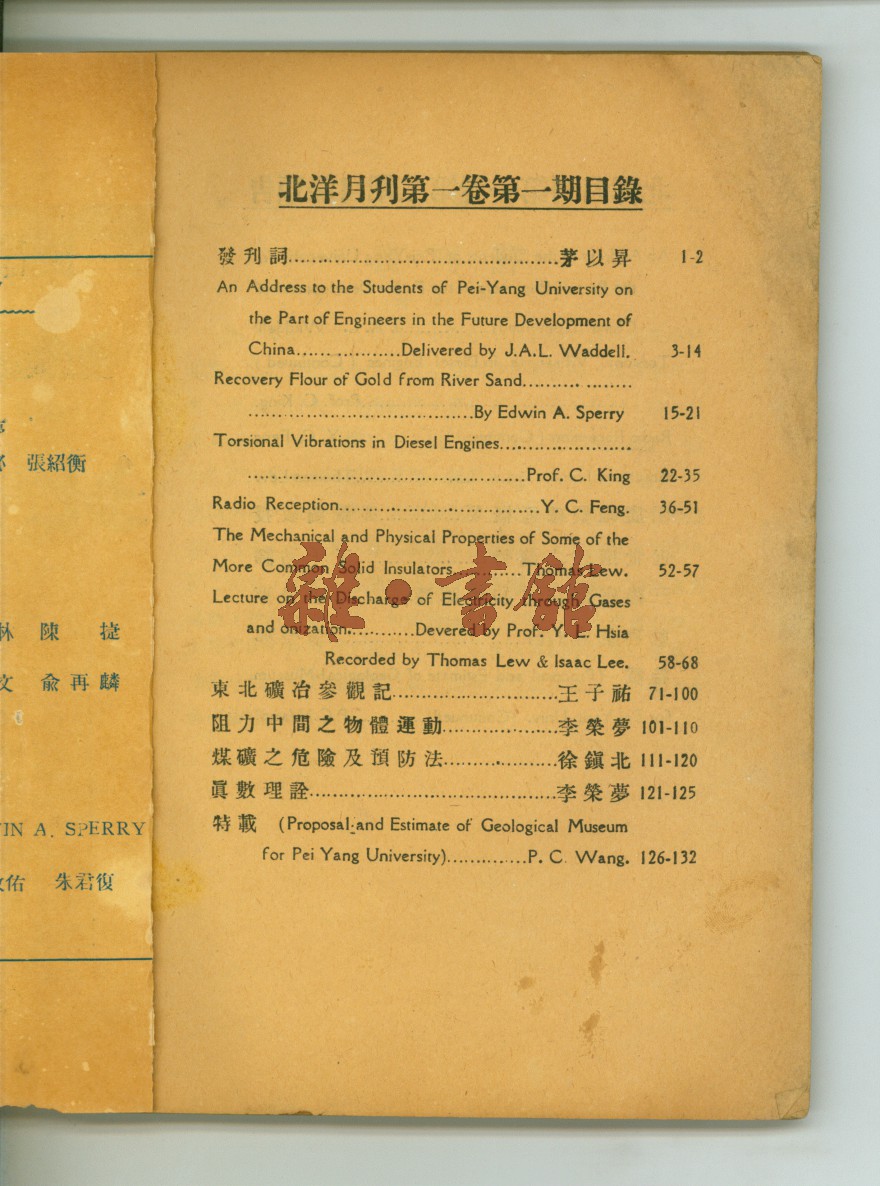 張紹衡
林 陳 捷
文 俞再麟
IN A. SPERRY
佑 朱君復
北洋月刊第一卷第一期目錄
發刊詞............................................茅以昇 1-2
An Address to the Students of Pei-Yang University on
the Part of Engineers in the Future Development of
China..................Delivered by J.A.L. Waddell. 3-14
Recovery Flour of Gold from River Sand..................
......................................By Edwin A. Sperry 15-21
Torsional Vibrations in Diesel Engines......................
..............................................Prof. C. King 22-35
Radio Reception..................................Y. C. Feng. 36-51
The Mechanical and Physical Properties of Some of the
More Common Solid Insulators............Thomas Lew. 52-57
Lecture on the Discharge of Electricity through Gases
and onization............Devered by Prof. Y. L. Hsia
Recorded by Thomas Lew & Isaac Lee. 58-68
東北礦冶參觀記............................王子祐 71-100
阻力中間之物體運動....................李榮夢 101-110
煤礦之危險及預防法....................徐鎭北 111-120
眞數理詮..........................................李榮夢 121-125
特載 (Proposal and Estimate of Geological Museum
for Pei Yang University)..............P. C. Wang. 126-132
雜·書館